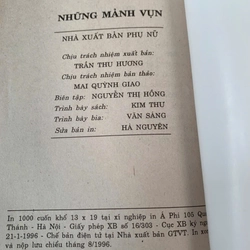 NHỮNG MẢNH VỤN
NHÀ XUẤT BẢN PHỤ NỮ
Chịu trách nhiệm xuất bản:
TRẦN THU HƯƠNG
Chịu trách nhiệm bản thảo:
MAI QUỲNH GIAO
Biên tập: NGUYỄN THỊ HỒNG
Trình bày sách: KIM THU
Trình bày bìa: VĂN SÁNG
Sửa bản in: HÀ NGUYÊN
In 1000 cuốn khổ 13 x 19 tại xí nghiệp in À Phi 105 Qu
Thánh - Hà Nội - Giấy phép XB số 16/303 - Cục XB ký n
21-1-1996 - Chế bản điện tử tại Nhà xuất bản GTVT. In x
và nộp lưu chiểu tháng 8/1996.